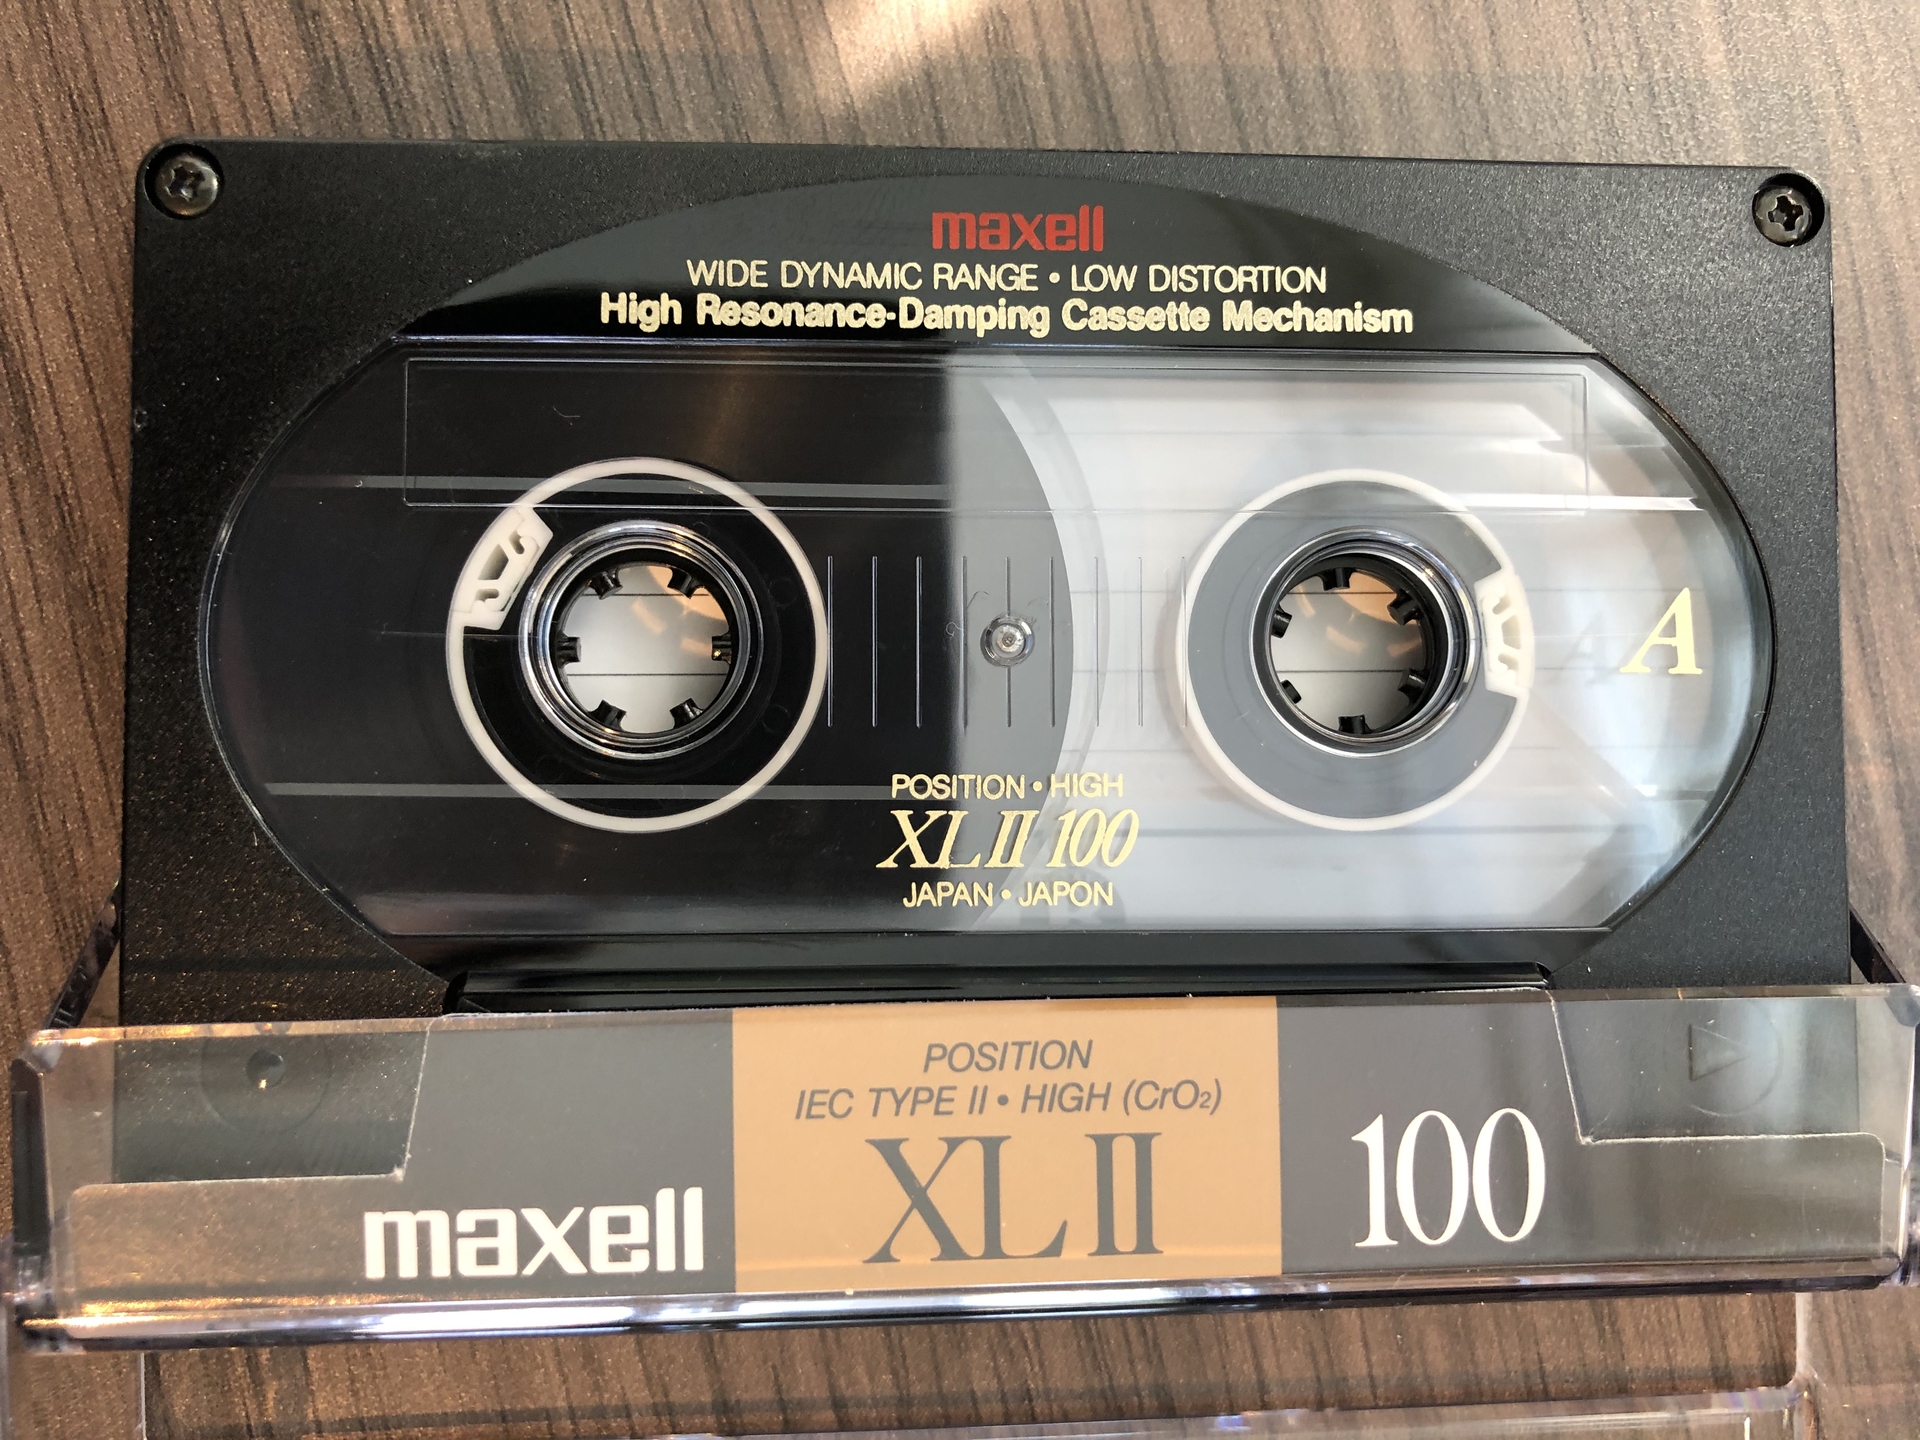 maxell
WIDE DYNAMIC RANGE • LOW DISTORTION
High Resonance-Damping Cassette Mechanism
A
POSITION • HIGH
XL II 100
JAPAN • JAPON
POSITION
IEC TYPE II • HIGH (CrO₂)
maxell XL II 100